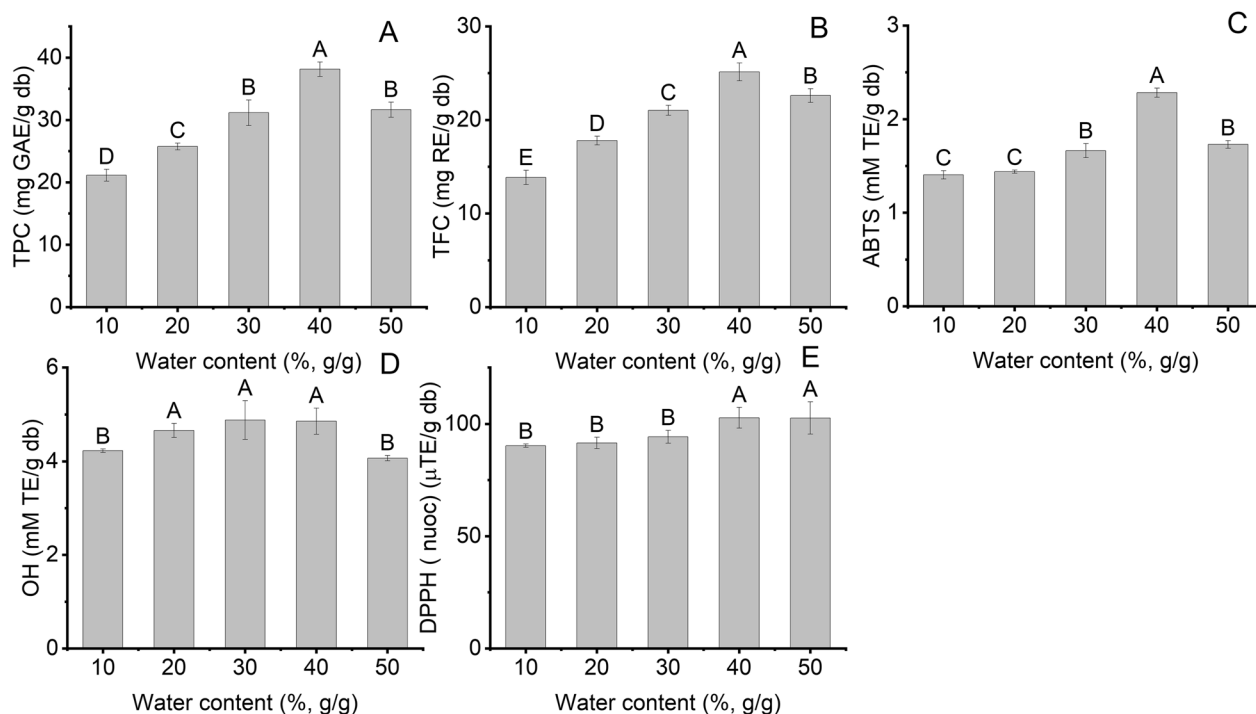 A
TPC (mg GAE/g db)
40
30
20
10
0
D
C
B
A
B
10 20 30 40 50
Water content (%, g/g)
B
TFC (mg RE/g db)
30
20
10
0
E
D
C
A
B
10 20 30 40 50
Water content (%, g/g)
C
ABTS (mM TE/g db)
3
2
1
0
C
C
B
A
B
10 20 30 40 50
Water content (%, g/g)
D
OH (mM TE/g db)
6
4
2
0
B
A
A
A
B
10 20 30 40 50
Water content (%, g/g)
E
DPPH ( nuoc) (μTE/g db)
100
50
0
B
B
B
A
A
10 20 30 40 50
Water content (%, g/g)